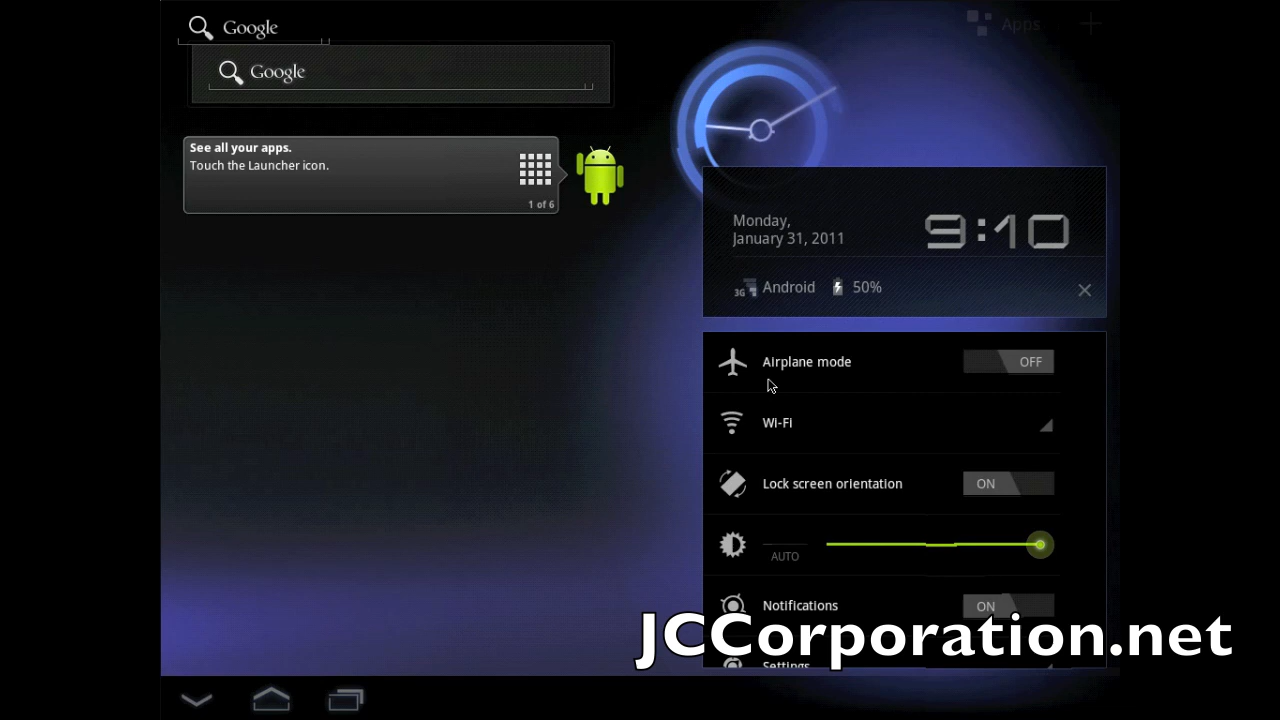 Google
Apps
Google
See all your apps.
Touch the Launcher icon.
1 of 6
Monday,
January 31, 2011
9:10
3G Android 50%
Airplane mode OFF
Wi-Fi
Lock screen orientation ON
AUTO
Notifications ON
JCCorporation.net
Settings